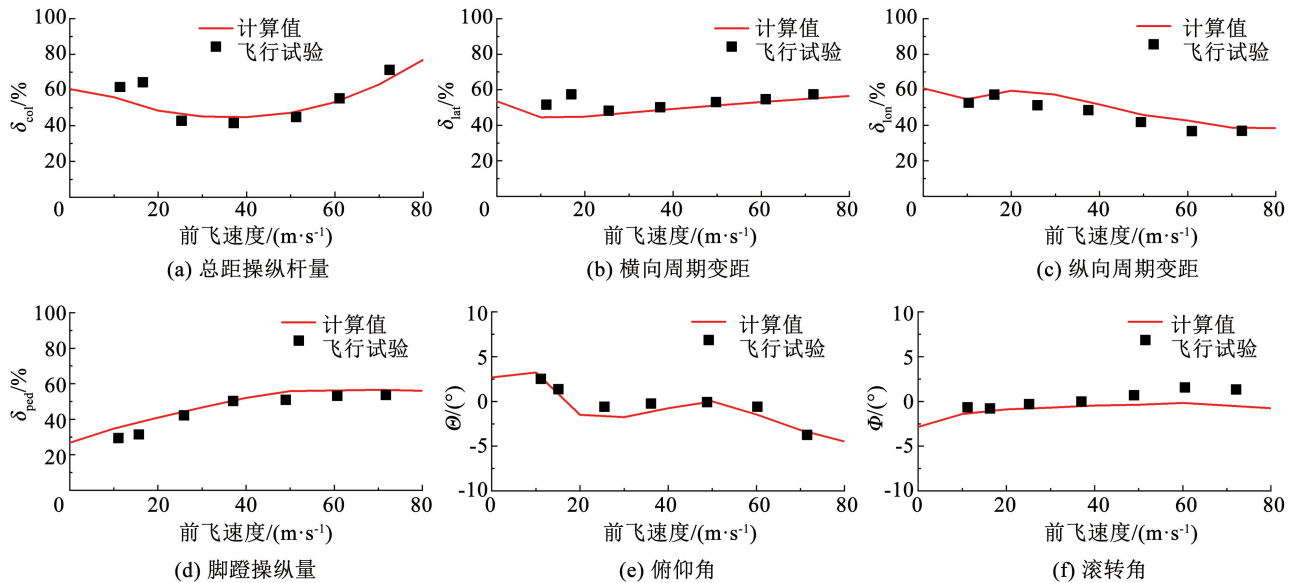 100
80
60
40
20
δcol/%
计算值
飞行试验
0 20 40 60 80
前飞速度/(m·s⁻¹)
(a) 总距操纵杆量
100
80
60
40
20
δlat/%
计算值
飞行试验
0 20 40 60 80
前飞速度/(m·s⁻¹)
(b) 横向周期变距
100
80
60
40
20
δlon/%
计算值
飞行试验
0 20 40 60 80
前飞速度/(m·s⁻¹)
(c) 纵向周期变距
100
80
60
40
20
δped/%
计算值
飞行试验
0 20 40 60 80
前飞速度/(m·s⁻¹)
(d) 脚蹬操纵量
10
5
0
-5
-10
Θ/(°)
计算值
飞行试验
0 20 40 60 80
前飞速度/(m·s⁻¹)
(e) 俯仰角
10
5
0
-5
-10
Φ/(°)
计算值
飞行试验
0 20 40 60 80
前飞速度/(m·s⁻¹)
(f) 滚转角